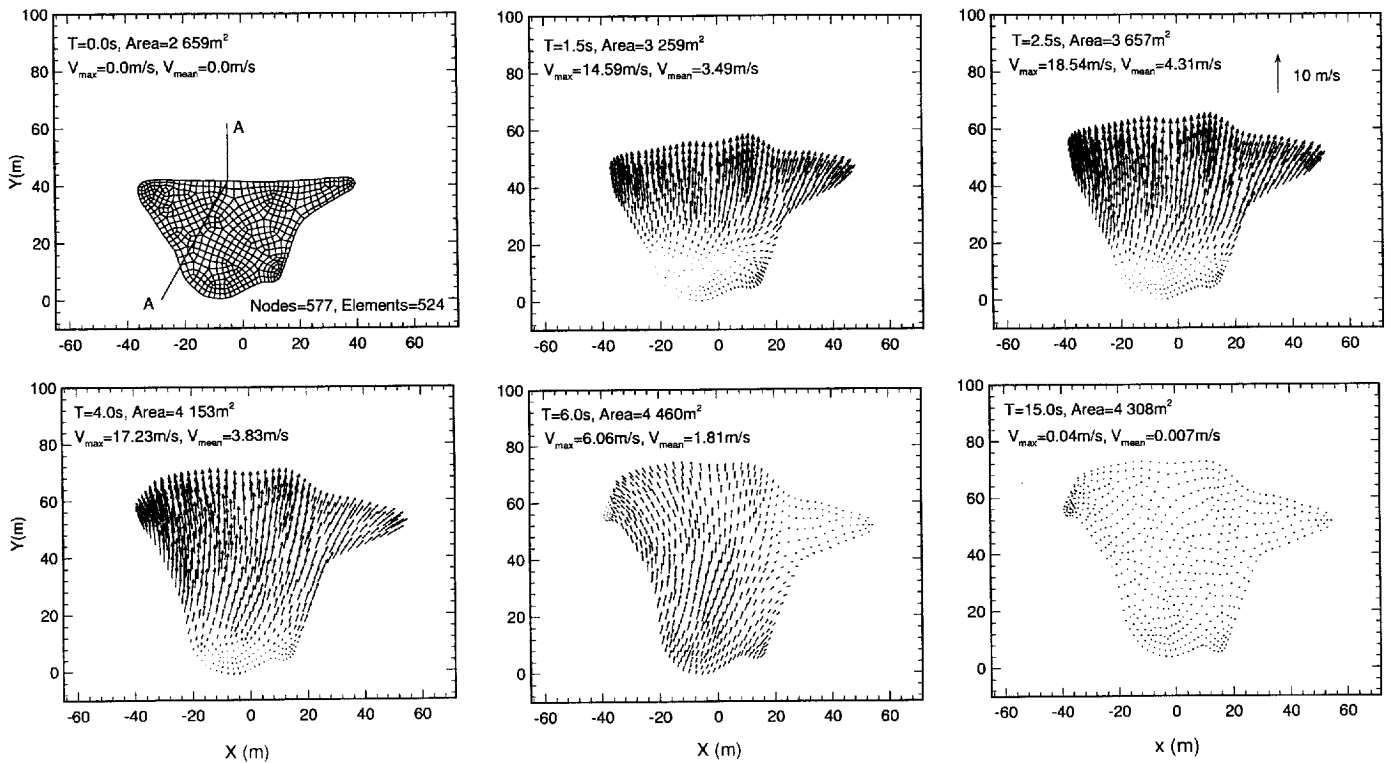 100
80
60
40
20
0
Y(m)
T=0.0s, Area=2 659m²
Vmax=0.0m/s, Vmean=0.0m/s
A
A
Nodes=577, Elements=524
-60 -40 -20 0 20 40 60
100
80
60
40
20
0
T=1.5s, Area=3 259m²
Vmax=14.59m/s, Vmean=3.49m/s
-60 -40 -20 0 20 40 60
100
80
60
40
20
0
T=2.5s, Area=3 657m²
Vmax=18.54m/s, Vmean=4.31m/s
10 m/s
-60 -40 -20 0 20 40 60
100
80
60
40
20
0
Y(m)
T=4.0s, Area=4 153m²
Vmax=17.23m/s, Vmean=3.83m/s
-60 -40 -20 0 20 40 60
X (m)
100
80
60
40
20
0
T=6.0s, Area=4 460m²
Vmax=6.06m/s, Vmean=1.81m/s
-60 -40 -20 0 20 40 60
X (m)
100
80
60
40
20
0
T=15.0s, Area=4 308m²
Vmax=0.04m/s, Vmean=0.007m/s
-60 -40 -20 0 20 40 60
x (m)